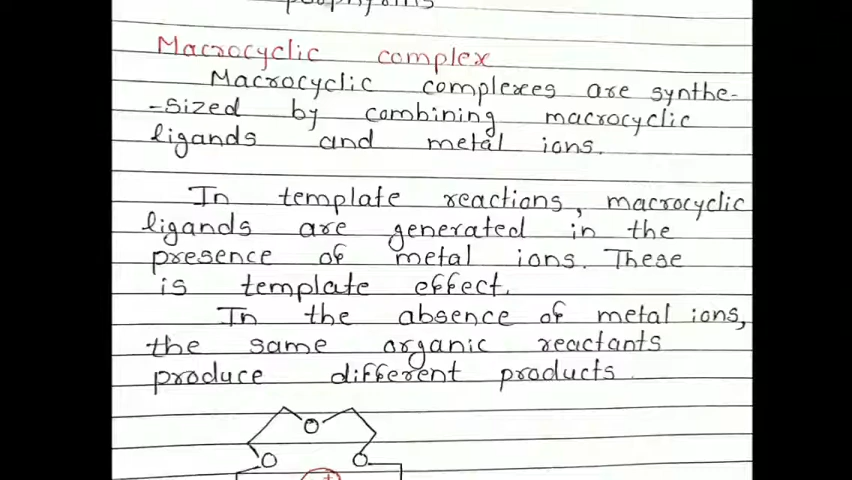 Macrocyclic complex
Macrocyclic complexes are synthe-
-sized by combining macrocyclic
ligands and metal ions.
In template reactions, macrocyclic
ligands are generated in the
presence of metal ions. These
is template effect.
In the absence of metal ions,
the same organic reactants
produce different products.
O
O O
+